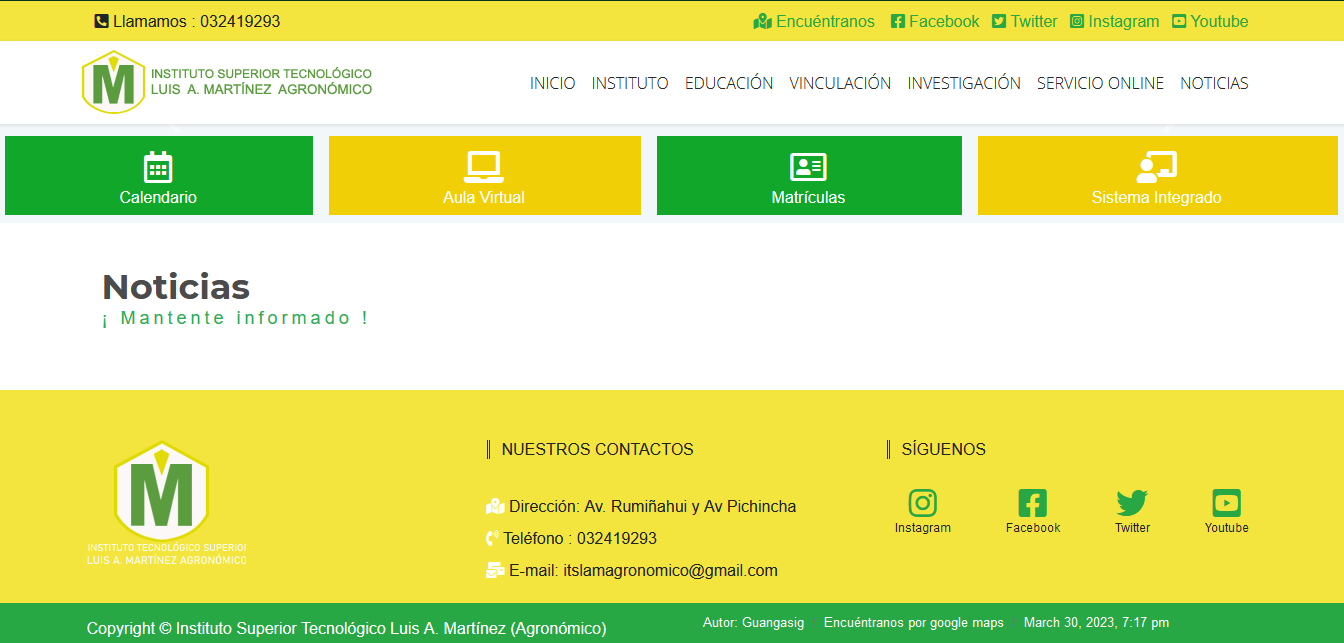 Llamamos : 032419293
Encuéntranos Facebook Twitter Instagram Youtube
M
INSTITUTO SUPERIOR TECNOLÓGICO
LUIS A. MARTÍNEZ AGRONÓMICO
INICIO INSTITUTO EDUCACIÓN VINCULACIÓN INVESTIGACIÓN SERVICIO ONLINE NOTICIAS
Calendario
Aula Virtual
Matrículas
Sistema Integrado
Noticias
¡ Mantente informado !
M
INSTITUTO TECNOLÓGICO SUPERIOR
LUIS A. MARTÍNEZ AGRONÓMICO
NUESTROS CONTACTOS
Dirección: Av. Rumiñahui y Av Pichincha
Teléfono : 032419293
E-mail: itslamagronomico@gmail.com
SÍGUENOS
Instagram
Facebook
Twitter
Youtube
Copyright © Instituto Superior Tecnológico Luis A. Martínez (Agronómico)
Autor: Guangasig
Encuéntranos por google maps
March 30, 2023, 7:17 pm